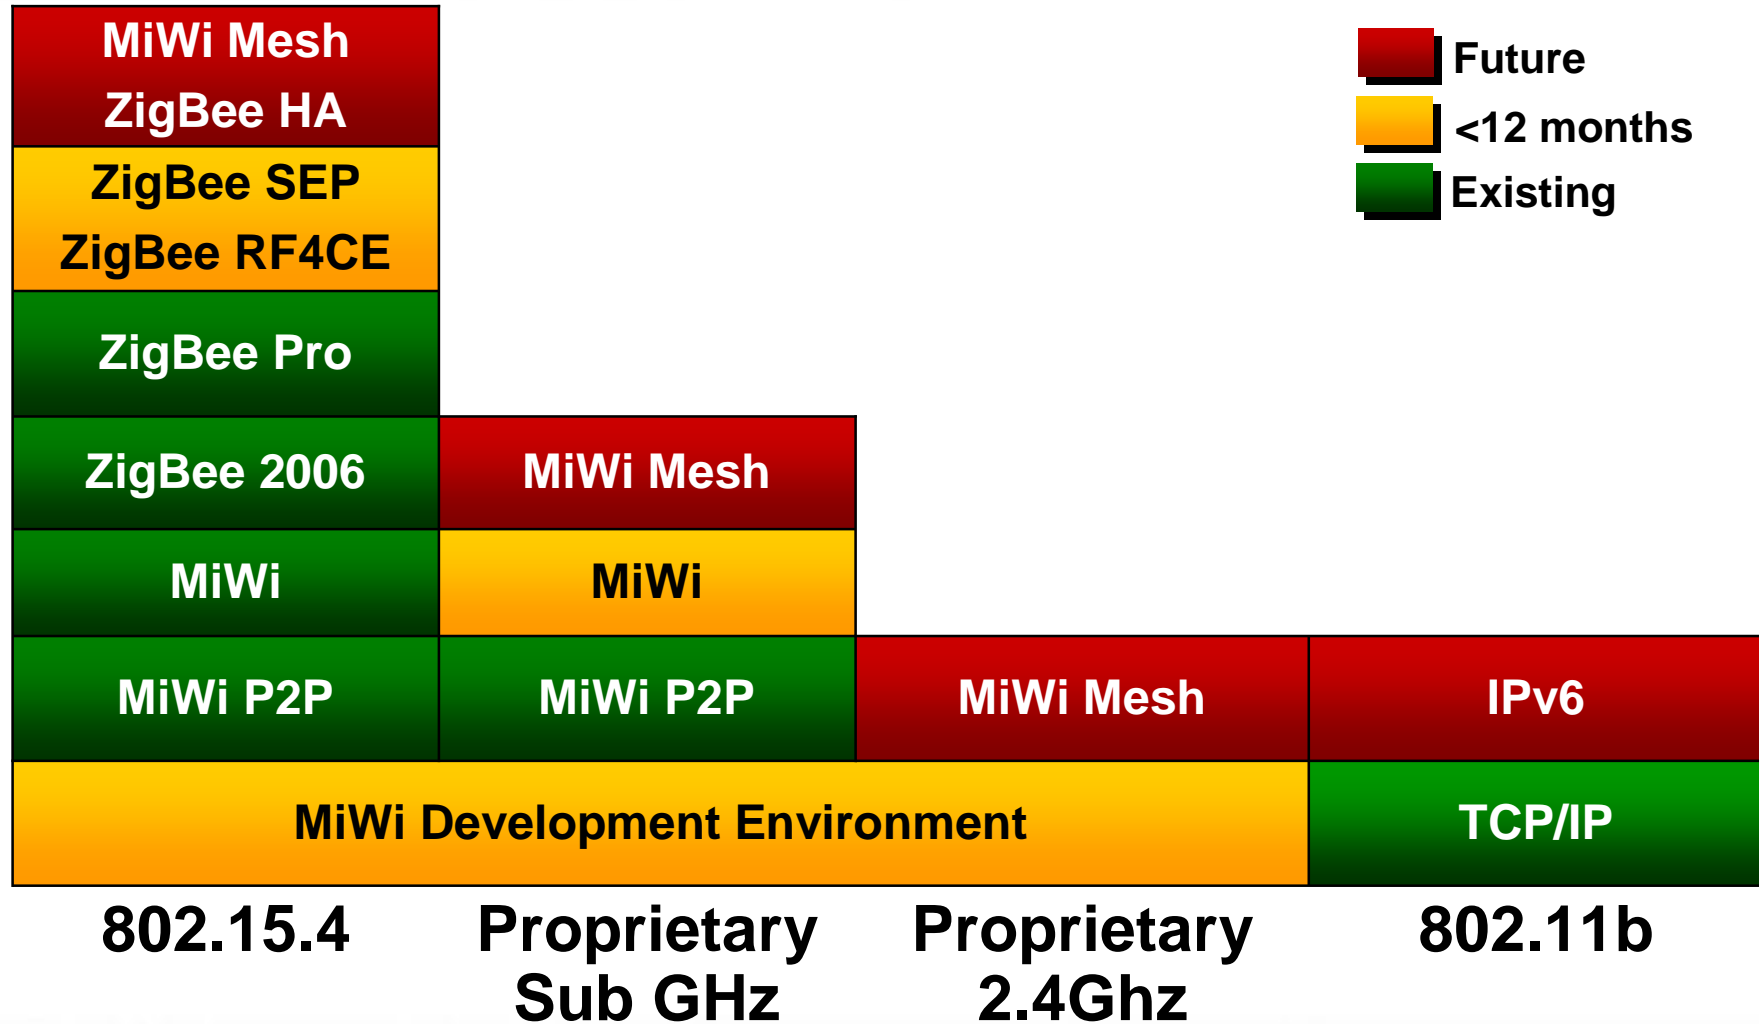 MiWi Mesh
ZigBee HA
Future
<12 months
Existing
ZigBee SEP
ZigBee RF4CE
ZigBee Pro
ZigBee 2006
MiWi Mesh
MiWi
MiWi
MiWi P2P
MiWi P2P
MiWi Mesh
IPv6
MiWi Development Environment
TCP/IP
802.15.4
Proprietary
Sub GHz
Proprietary
2.4Ghz
802.11b